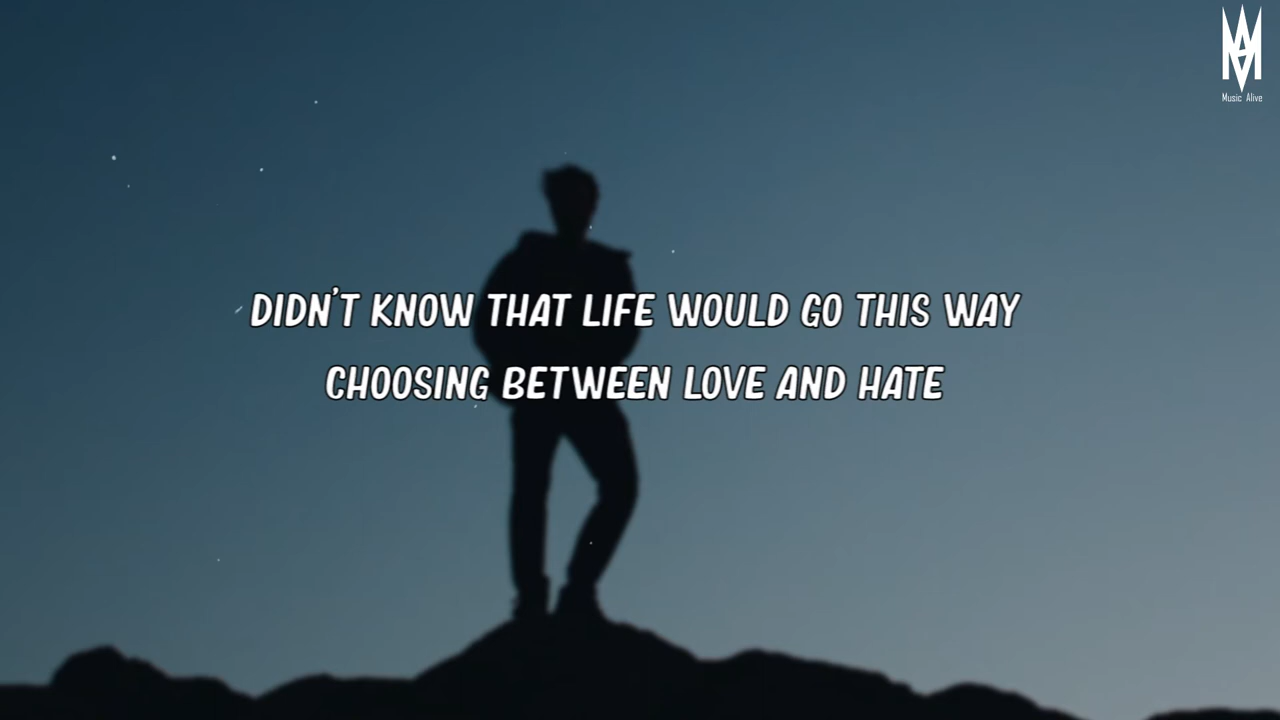 Music Alive
DIDN'T KNOW THAT LIFE WOULD GO THIS WAY
CHOOSING BETWEEN LOVE AND HATE